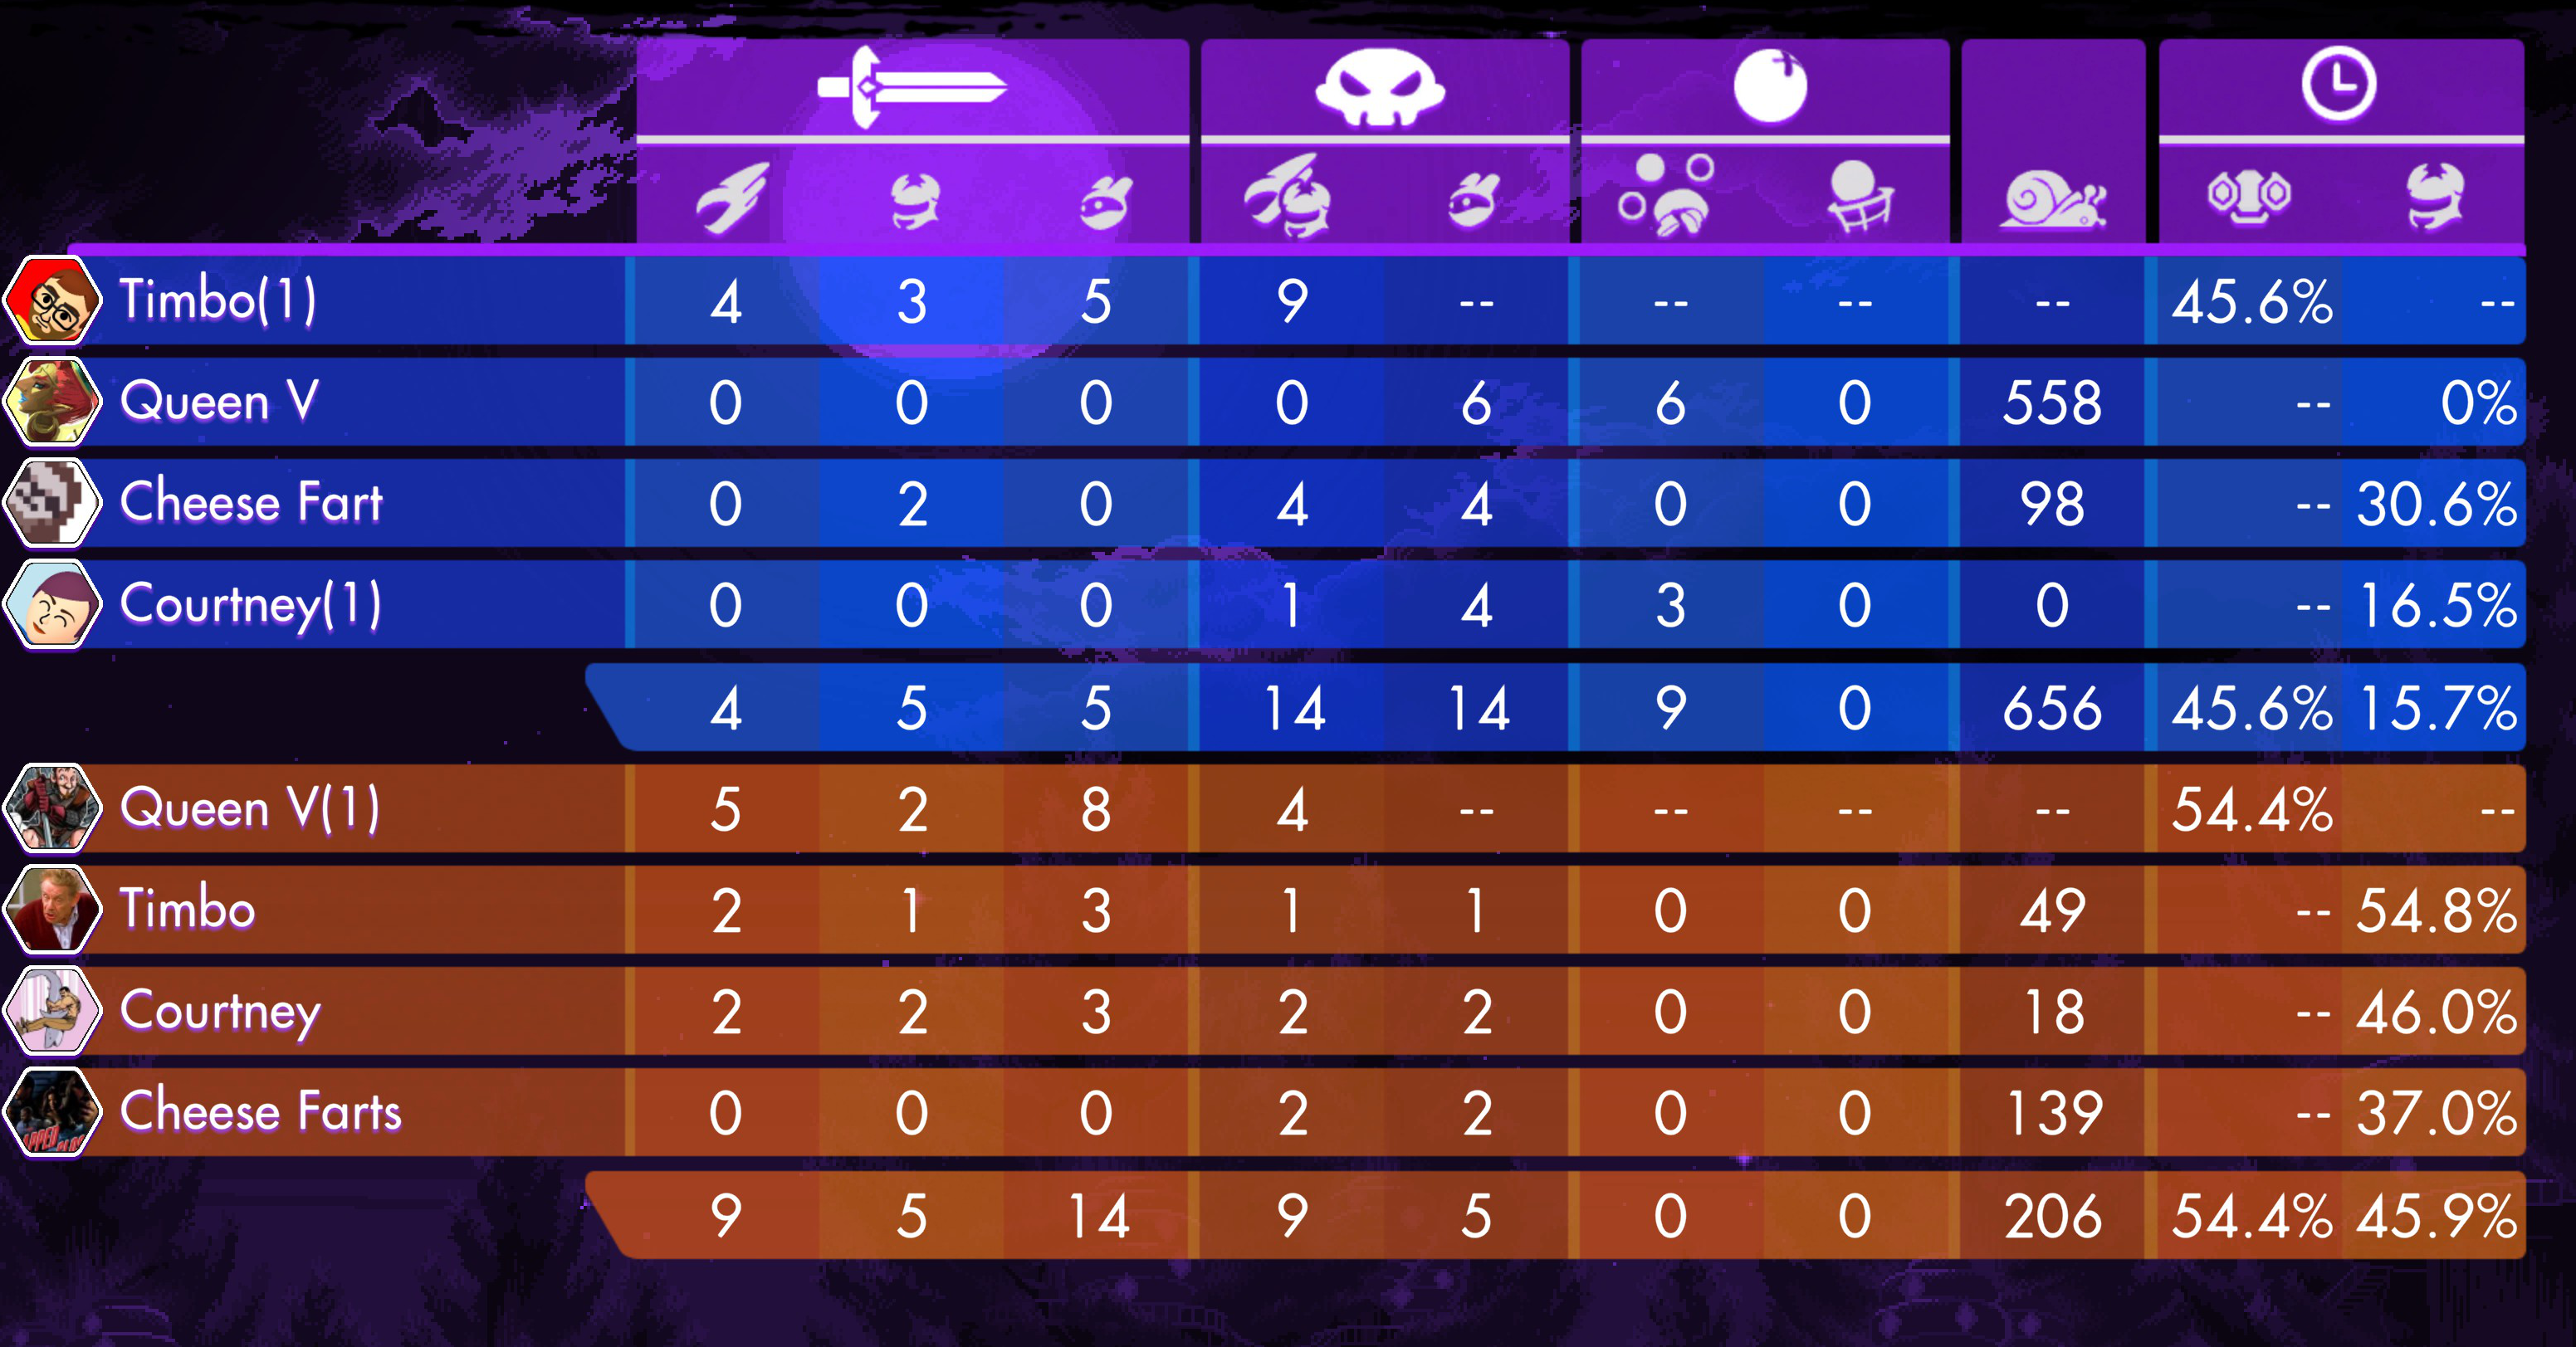 Timbo(1) 4 3 5 9 -- -- -- -- 45.6% --
Queen V 0 0 0 0 6 6 0 558 -- 0%
Cheese Fart 0 2 0 4 4 0 0 98 -- 30.6%
Courtney(1) 0 0 0 1 4 3 0 0 -- 16.5%
4 5 5 14 14 9 0 656 45.6% 15.7%
Queen V(1) 5 2 8 4 -- -- -- -- 54.4% --
Timbo 2 1 3 1 1 0 0 49 -- 54.8%
Courtney 2 2 3 2 2 0 0 18 -- 46.0%
Cheese Farts 0 0 0 2 2 0 0 139 -- 37.0%
9 5 14 9 5 0 0 206 54.4% 45.9%